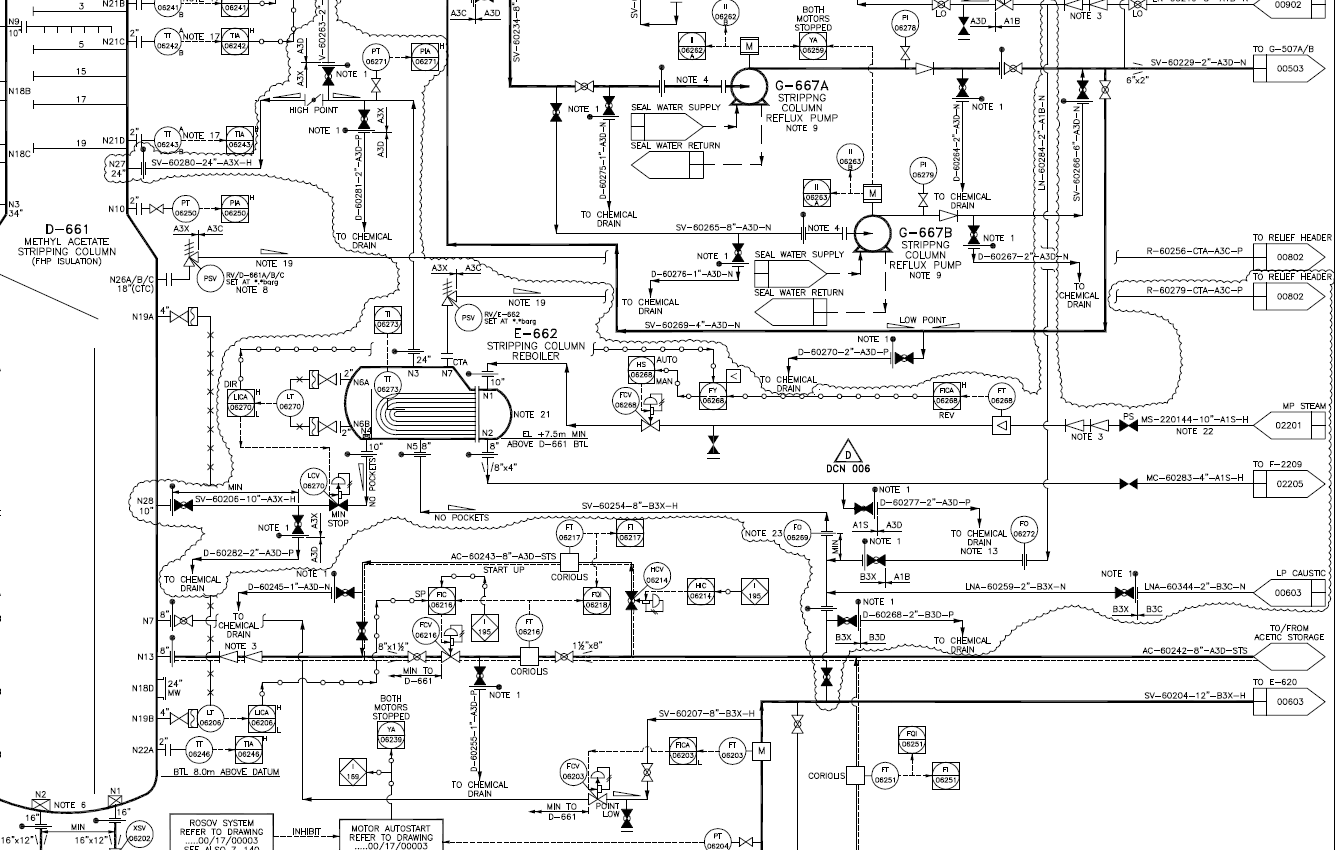 N21B
TT
06241
A
B
TIA
06241
3
N9
10"
5
N21C
2"
TT
06242
A
B
NOTE 17
TIA
06242
H
15
N18B
17
19
N18C
N21D
2"
TT
06243
A
B
NOTE 17
TIA
06243
H
N27
24"
SV-60280-24"-A3X-H
N3
34"
N10
2"
PT
06250
PIA
06250
H
D-661
METHYL ACETATE
STRIPPING COLUMN
(FHP ISULATION)
A3X
A3C
NOTE 19
N26A/B/C
18"(CTC)
PSV
RV/D-661A/B/C
SET AT *.*barg
NOTE 8
N19A
4"
A3D
A3X
NOTE 1
HIGH POINT
PT
06271
PIA
06271
H
NOTE 1
A3X
A3D
D-60281-2"-A3D-P
TO CHEMICAL
DRAIN
A3C
A3D
SV-60234-8"
II
06262
B
II
06262
A
BOTH
MOTORS
STOPPED
YA
06259
M
PI
06278
LO
A3D
A1B
NOTE 3
LO
00902
NOTE 4
G-667A
STRIPPNG
COLUMN
REFLUX PUMP
NOTE 9
NOTE 1
SEAL WATER SUPPLY
SEAL WATER RETURN
D-60275-1"-A3D-N
TO CHEMICAL
DRAIN
II
06263
B
II
06263
A
M
PI
06279
NOTE 1
D-60264-2"-A3D-N
TO CHEMICAL
DRAIN
LN-60284-2"-A1B-N
SV-60266-6"-A3D-N
6"x2"
SV-60229-2"-A3D-N
TO G-507A/B
00503
SV-60265-8"-A3D-N
NOTE 4
G-667B
STRIPPNG
COLUMN
REFLUX PUMP
NOTE 9
NOTE 1
D-60276-1"-A3D-N
TO CHEMICAL
DRAIN
SEAL WATER SUPPLY
SEAL WATER RETURN
NOTE 1
D-60267-2"-A3D-N
TO CHEMICAL
DRAIN
R-60256-CTA-A3C-P
TO RELIEF HEADER
00802
R-60279-CTA-A3C-P
TO RELIEF HEADER
00802
A3X
A3C
NOTE 19
PSV
RV/E-662
SET AT *.*barg
E-662
STRIPPING COLUMN
REBOILER
SV-60269-4"-A3D-N
LOW POINT
NOTE 1
D-60270-2"-A3D-P
TO CHEMICAL
DRAIN
TI
06273
24"
N3
CTA
N7
10"
N1
TT
06273
N2
NOTE 21
DIR
LICA
06270
H
L
LT
06270
2"
N6A
N6B
2"
EL +7.5m MIN
ABOVE D-661 BTL
10"
N5
8"
8"
8"x4"
HS
06268
AUTO
MAN
FCV
06268
FY
06268
<
FICA
06268
H
REV
FT
06268
NOTE 3
PS
MS-220144-10"-A1S-H
NOTE 22
MP STEAM
02201
D
DCN 006
MC-60283-4"-A1S-H
TO F-2209
02205
N28
10"
MIN
SV-60206-10"-A3X-H
LCV
06270
MIN
STOP
NO POCKETS
NO POCKETS
SV-60254-8"-B3X-H
NOTE 1
A3X
A3D
D-60282-2"-A3D-P
TO CHEMICAL
DRAIN
NOTE 23
FO
06269
MIN
NOTE 1
D-60277-2"-A3D-P
A1S
A3D
TO CHEMICAL
DRAIN
NOTE 13
FO
06272
NOTE 1
B3X
A1B
FT
06217
FI
06217
AC-60243-8"-A3D-STS
START UP
CORIOLIS
NOTE 1
D-60245-1"-A3D-N
TO
CHEMICAL
DRAIN
SP
FIC
06216
FQI
06218
HCV
06214
HIC
06214
I
195
LNA-60259-2"-B3X-N
NOTE 1
LNA-60344-2"-B3C-N
B3X
B3C
LP CAUSTIC
00603
NOTE 1
D-60268-2"-B3D-P
B3X
B3D
TO CHEMICAL
DRAIN
N7
8"
N13
8"
NOTE 3
8"x1½"
FCV
06216
I
195
FT
06216
CORIOLIS
1½"x8"
MIN TO
D-661
NOTE 1
D-60255-1"-A3D-P
TO CHEMICAL
DRAIN
AC-60242-8"-A3D-STS
TO/FROM
ACETIC STORAGE
N18D
24"
MW
N19B
4"
LT
06206
LICA
06206
H
L
N22A
2"
TT
06246
TIA
06246
H
BTL 8.0m ABOVE DATUM
BOTH
MOTORS
STOPPED
YA
06239
I
169
SV-60207-8"-B3X-H
SV-60204-12"-B3X-H
TO E-620
00603
FICA
06203
L
FT
06203
M
FCV
06203
MIN TO
D-661
POINT
LOW
CORIOLIS
FT
06251
FQI
06251
FI
06251
N2
NOTE 6
N1
16"
16"
MIN
16"x12"
16"x12"
XSV
06202
ROSOV SYSTEM
REFER TO DRAWING
.....00/17/00003
INHIBIT
MOTOR AUTOSTART
REFER TO DRAWING
.....00/17/00003
PT
06204